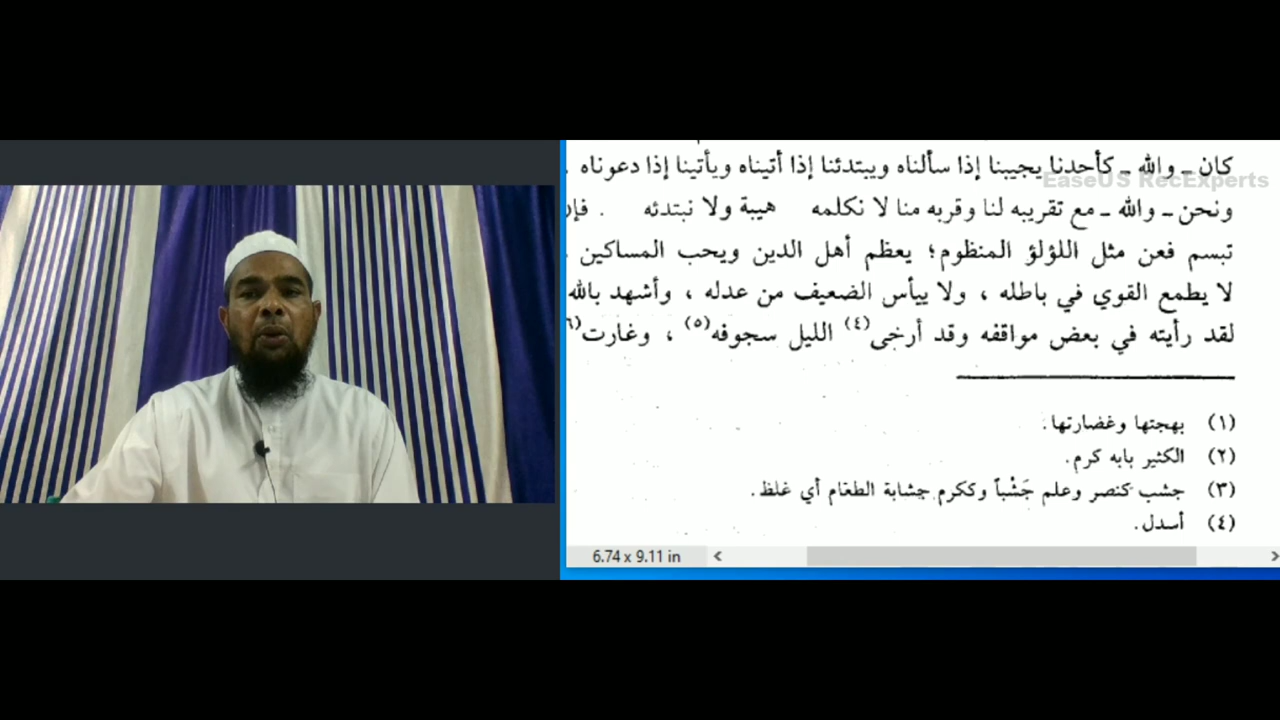 كان ـ والله ـ كأحدنا يجيبنا إذا سألناه ويبتدئنا إذا أتيناه ويأتينا إذا دعوناه .
EaseUS RecExperts
ونحن ـ والله ـ مع تقريبه لنا وقربه منا لا نكلمه هيبة ولا نبتدئه . فإن
تبسم فعن مثل اللؤلؤ المنظوم؛ يعظم أهل الدين ويحب المساكين .
لا يطمع القوي في باطله ، ولا ييأس الضعيف من عدله ، وأشهد بالله
لقد رأيته في بعض مواقفه وقد أرخى(٤) الليل سجوفه(٥) ، وغارت(٦
(١) بهجتها وغضارتها .
(٢) الكثير بابه كرم .
(٣) جشب كنصر وعلم جَشْباً وككرم جشابة الطعام أي غلظ .
(٤) أسدل .
6.74 x 9.11 in